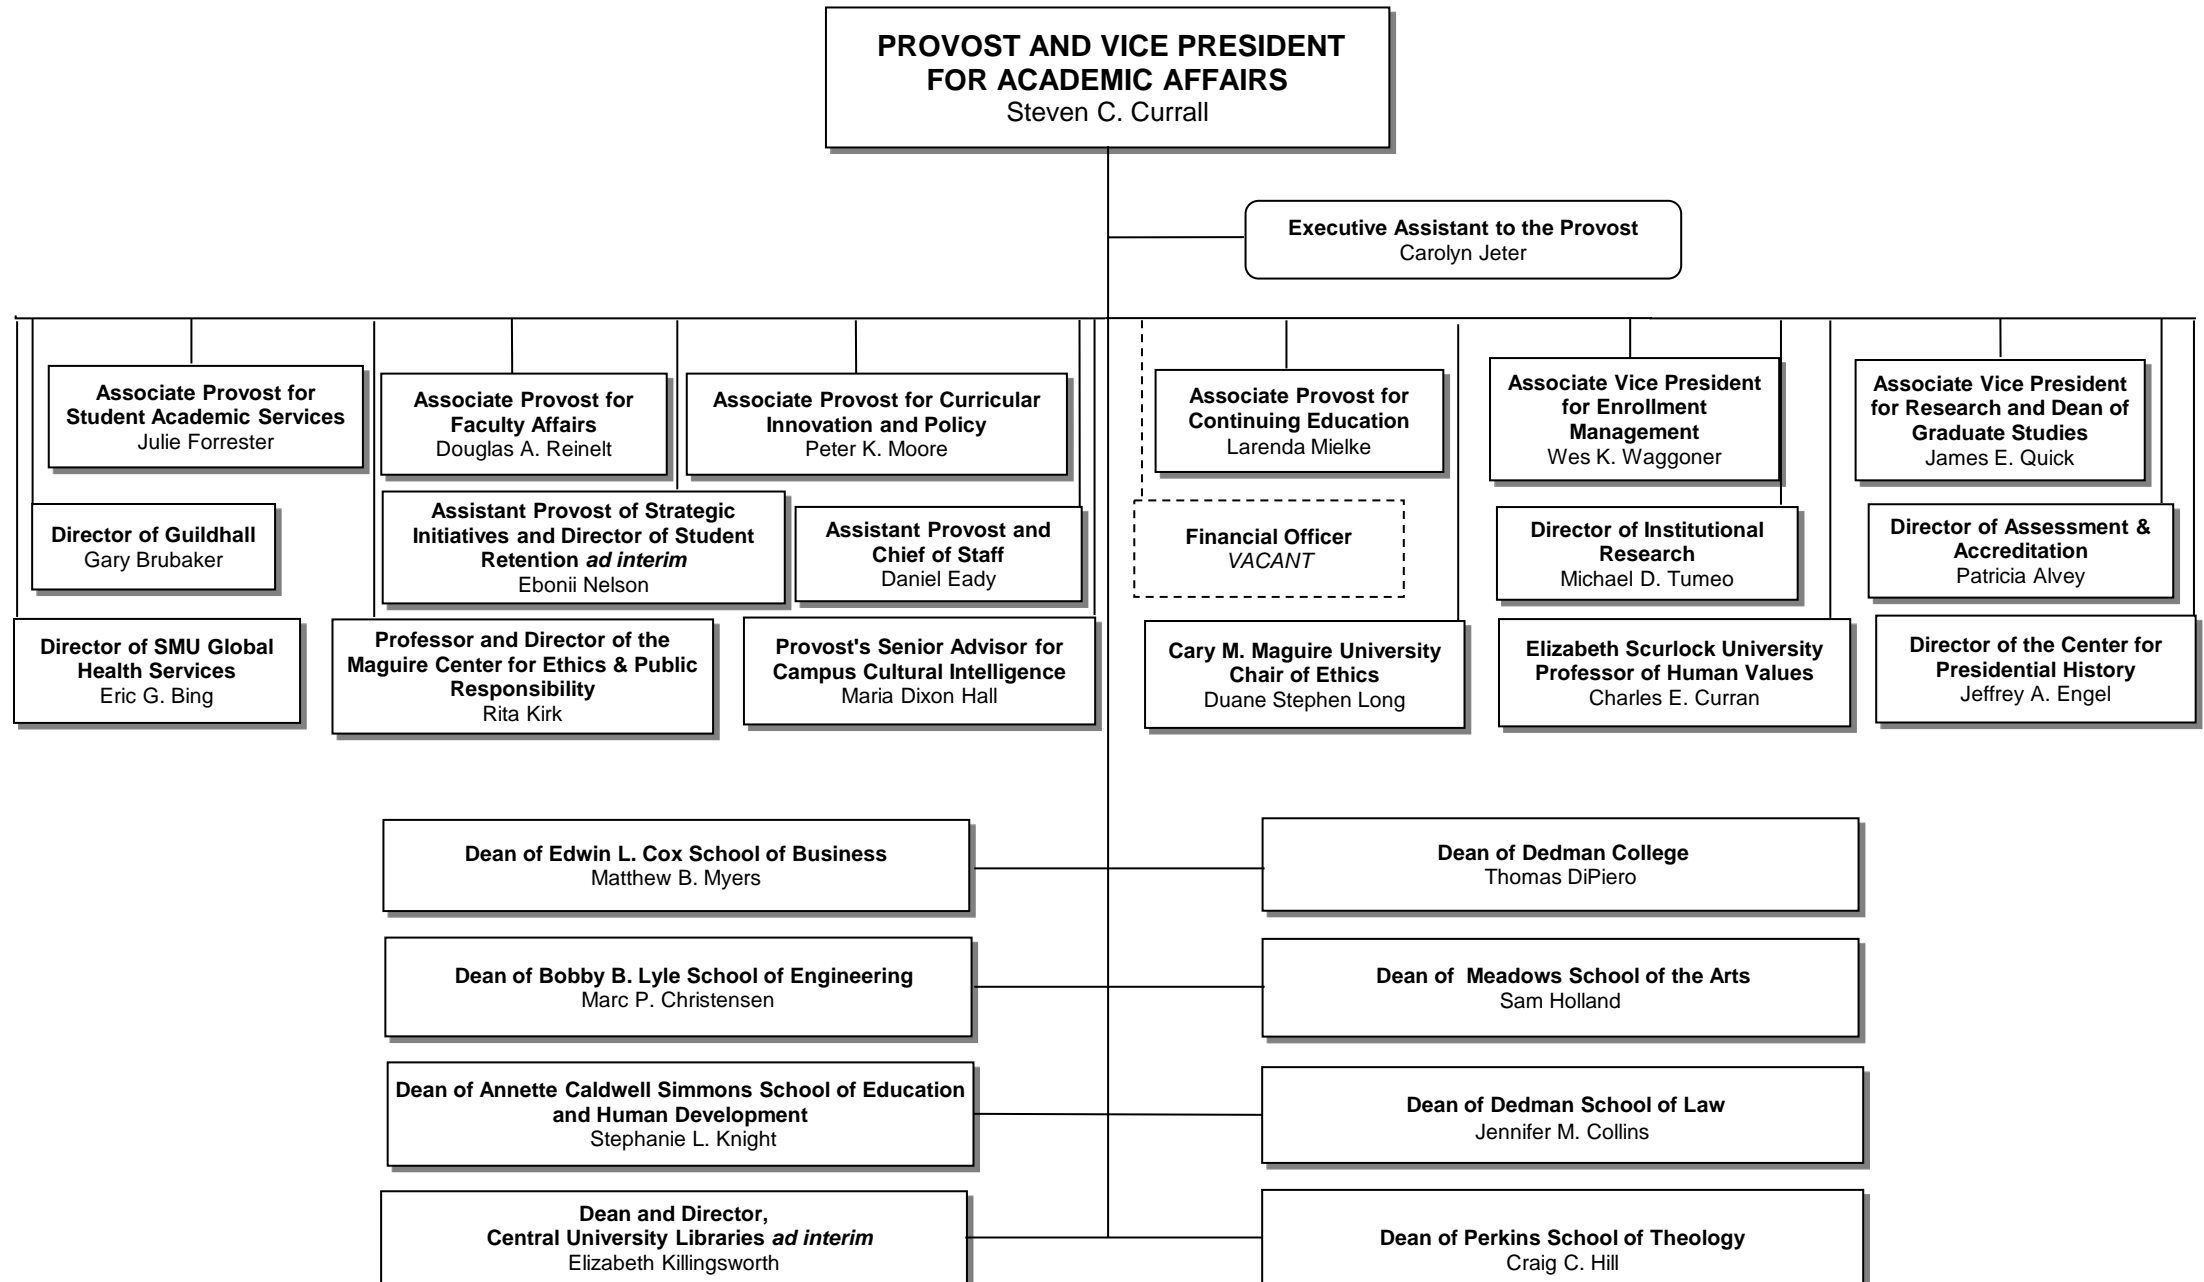 PROVOST AND VICE PRESIDENT
FOR ACADEMIC AFFAIRS
Steven C. Currall
Executive Assistant to the Provost
Carolyn Jeter
Associate Provost for
Student Academic Services
Julie Forrester
Associate Provost for
Faculty Affairs
Douglas A. Reinelt
Associate Provost for Curricular
Innovation and Policy
Peter K. Moore
Associate Provost for
Continuing Education
Larenda Mielke
Associate Vice President
for Enrollment
Management
Wes K. Waggoner
Associate Vice President
for Research and Dean of
Graduate Studies
James E. Quick
Director of Guildhall
Gary Brubaker
Assistant Provost of Strategic
Initiatives and Director of Student
Retention ad interim
Ebonii Nelson
Assistant Provost and
Chief of Staff
Daniel Eady
Financial Officer
VACANT
Director of Institutional
Research
Michael D. Tumeo
Director of Assessment &
Accreditation
Patricia Alvey
Director of SMU Global
Health Services
Eric G. Bing
Professor and Director of the
Maguire Center for Ethics & Public
Responsibility
Rita Kirk
Provost's Senior Advisor for
Campus Cultural Intelligence
Maria Dixon Hall
Cary M. Maguire University
Chair of Ethics
Duane Stephen Long
Elizabeth Scurlock University
Professor of Human Values
Charles E. Curran
Director of the Center for
Presidential History
Jeffrey A. Engel
Dean of Edwin L. Cox School of Business
Matthew B. Myers
Dean of Dedman College
Thomas DiPiero
Dean of Bobby B. Lyle School of Engineering
Marc P. Christensen
Dean of  Meadows School of the Arts
Sam Holland
Dean of Annette Caldwell Simmons School of Education
and Human Development
Stephanie L. Knight
Dean of Dedman School of Law
Jennifer M. Collins
Dean and Director,
Central University Libraries ad interim
Elizabeth Killingsworth
Dean of Perkins School of Theology
Craig C. Hill